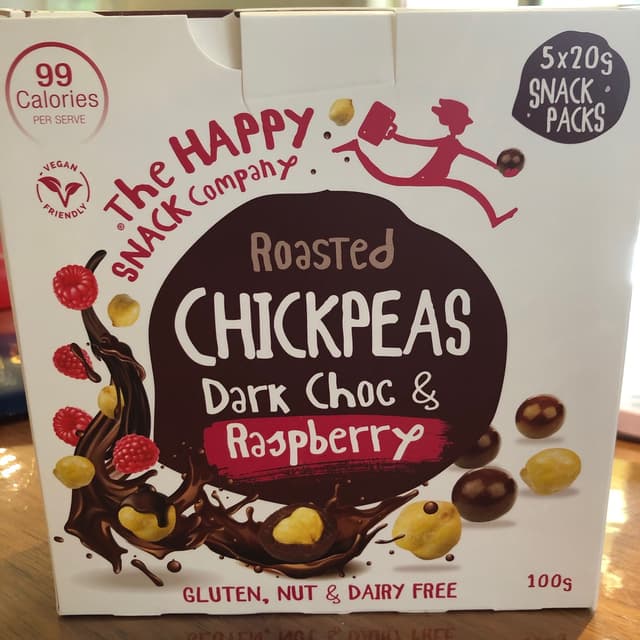 99
Calories
PER SERVE
5x20g
SNACK
PACKS
VEGAN
FRIENDLY
® The HAPPY
SNACK Company
Roasted
CHICKPEAS
Dark Choc &
Raspberry
GLUTEN, NUT & DAIRY FREE
100g